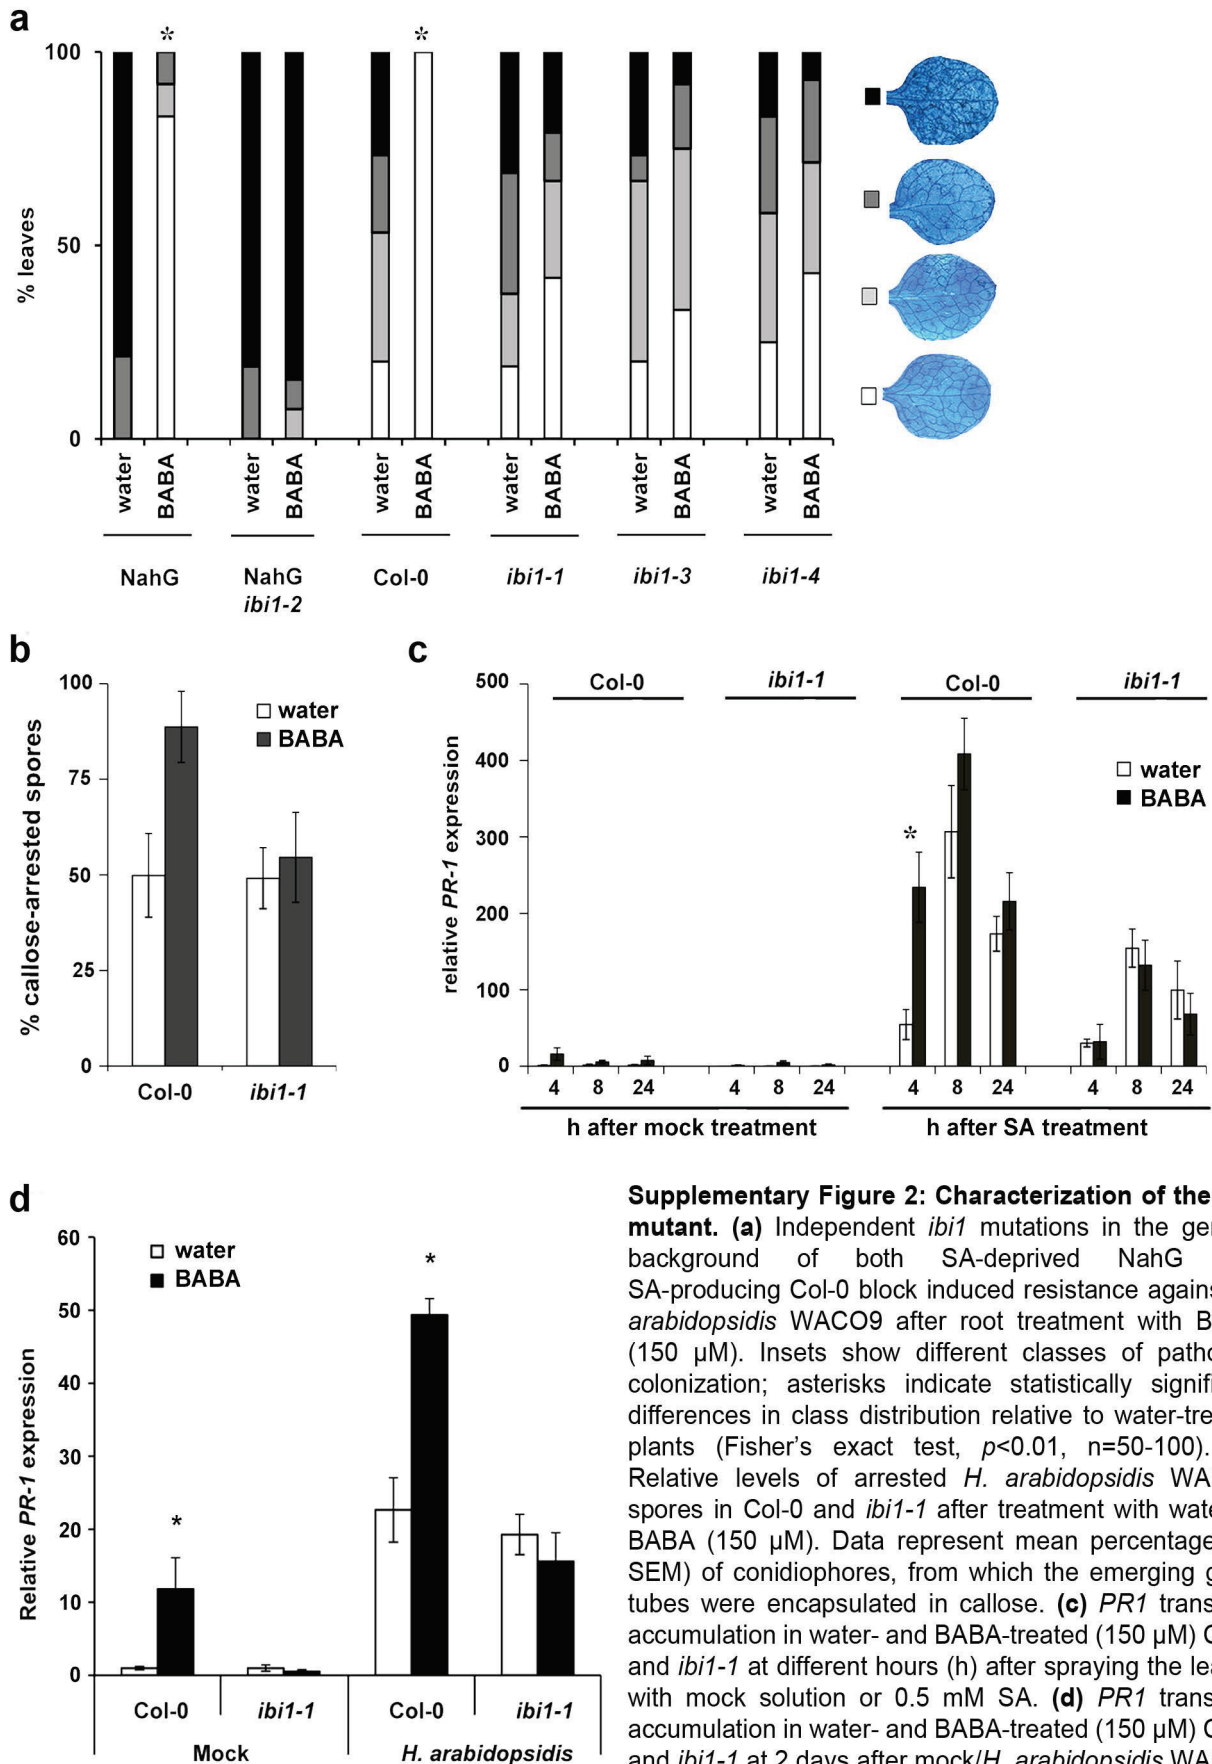 a
100
50
0
% leaves
*
*
water
BABA
water
BABA
water
BABA
water
BABA
water
BABA
water
BABA
NahG
NahG
ibi1-2
Col-0
ibi1-1
ibi1-3
ibi1-4
b
100
75
50
25
0
% callose-arrested spores
water
BABA
Col-0
ibi1-1
c
500
400
300
200
100
0
relative PR-1 expression
Col-0
ibi1-1
Col-0
ibi1-1
water
BABA
*
4 8 24
4 8 24
4 8 24
4 8 24
h after mock treatment
h after SA treatment
d
60
50
40
30
20
10
0
Relative PR-1 expression
water
BABA
*
*
Col-0
ibi1-1
Col-0
ibi1-1
Mock
H. arabidopsidis
Supplementary Figure 2: Characterization of the
mutant. (a) Independent ibi1 mutations in the
background of both SA-deprived NahG
SA-producing Col-0 block induced resistance
arabidopsidis WACO9 after root treatment with
(150 µM). Insets show different classes of
colonization; asterisks indicate statistically
differences in class distribution relative to
plants (Fisher's exact test, p<0.01, n=50-100).
Relative levels of arrested H. arabidopsidis
spores in Col-0 and ibi1-1 after treatment with
BABA (150 µM). Data represent mean
SEM) of conidiophores, from which the emerging
tubes were encapsulated in callose. (c) PR1
accumulation in water- and BABA-treated (150 µM)
and ibi1-1 at different hours (h) after spraying the
with mock solution or 0.5 mM SA. (d) PR1
accumulation in water- and BABA-treated (150 µM)
and ibi1-1 at 2 days after mock/H. arabidopsidis